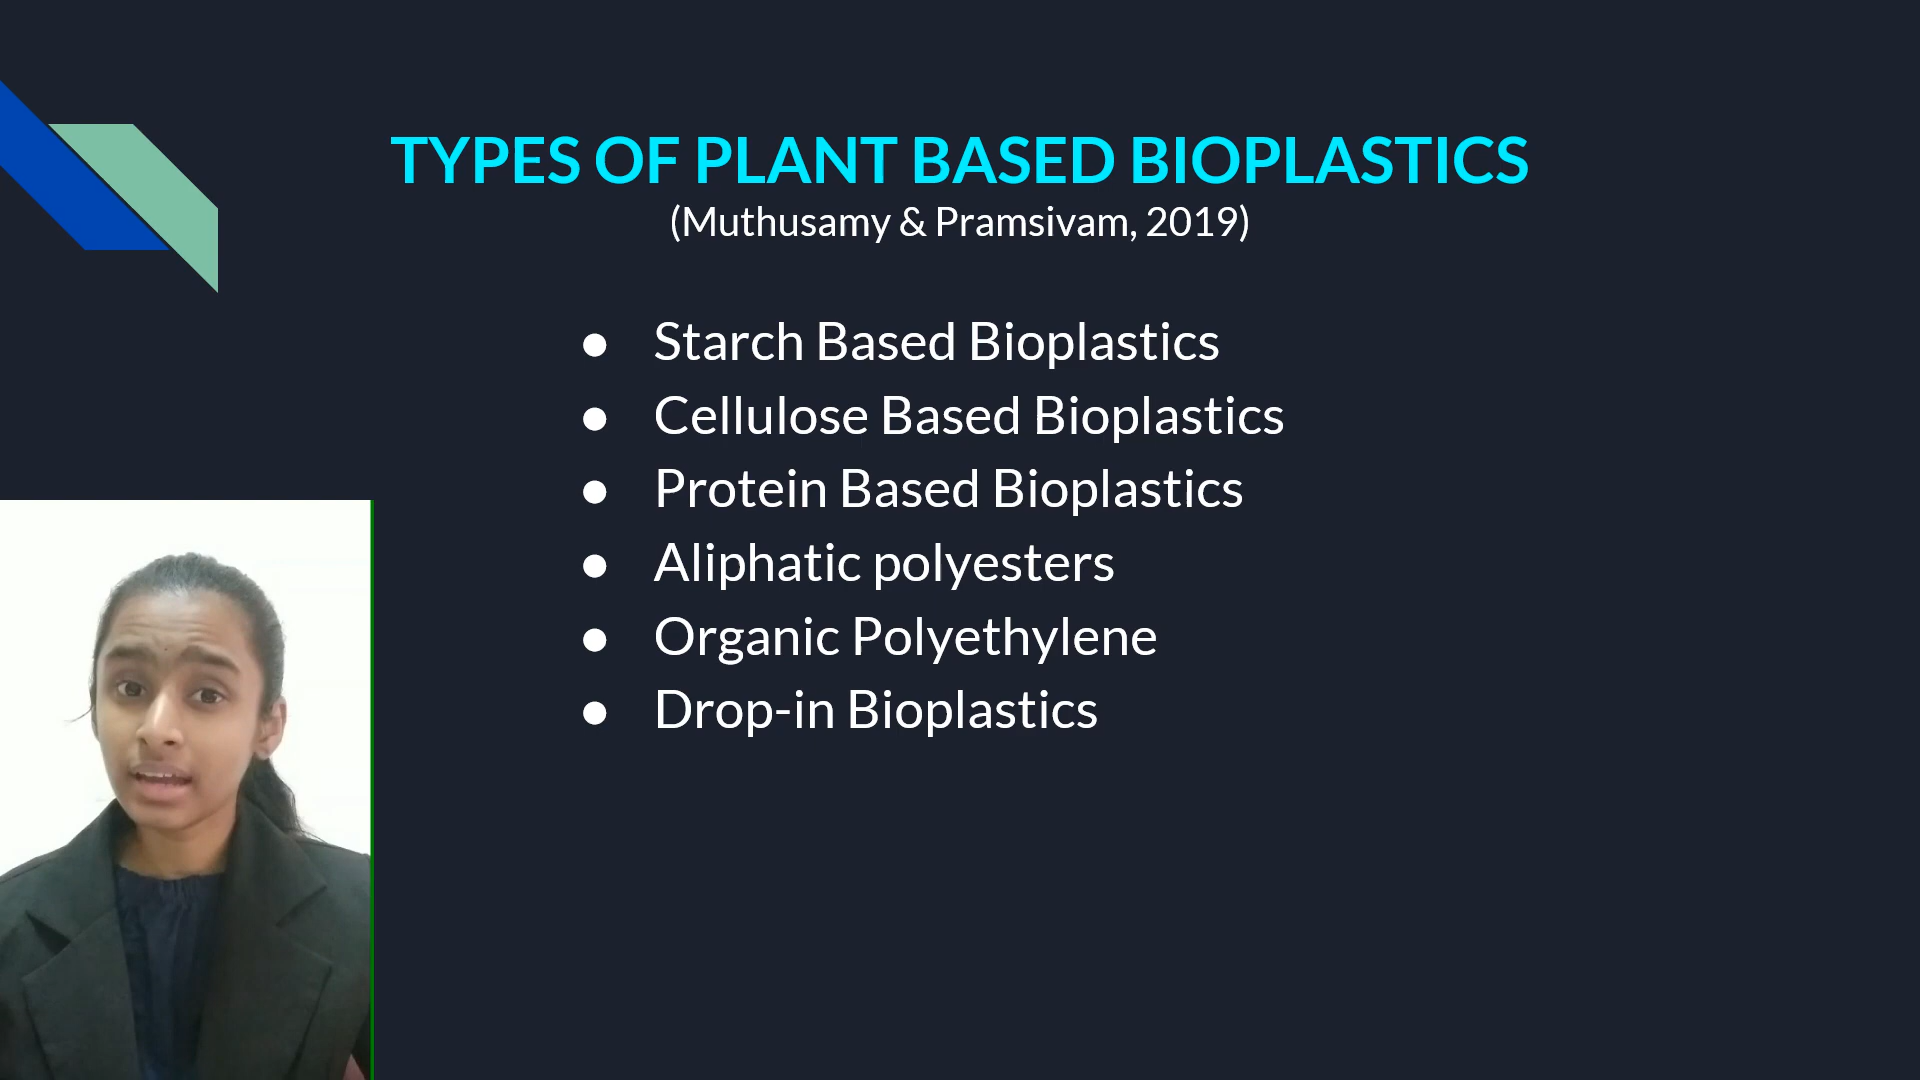 TYPES OF PLANT BASED BIOPLASTICS
(Muthusamy & Pramsivam, 2019)
● Starch Based Bioplastics
● Cellulose Based Bioplastics
● Protein Based Bioplastics
● Aliphatic polyesters
● Organic Polyethylene
● Drop-in Bioplastics